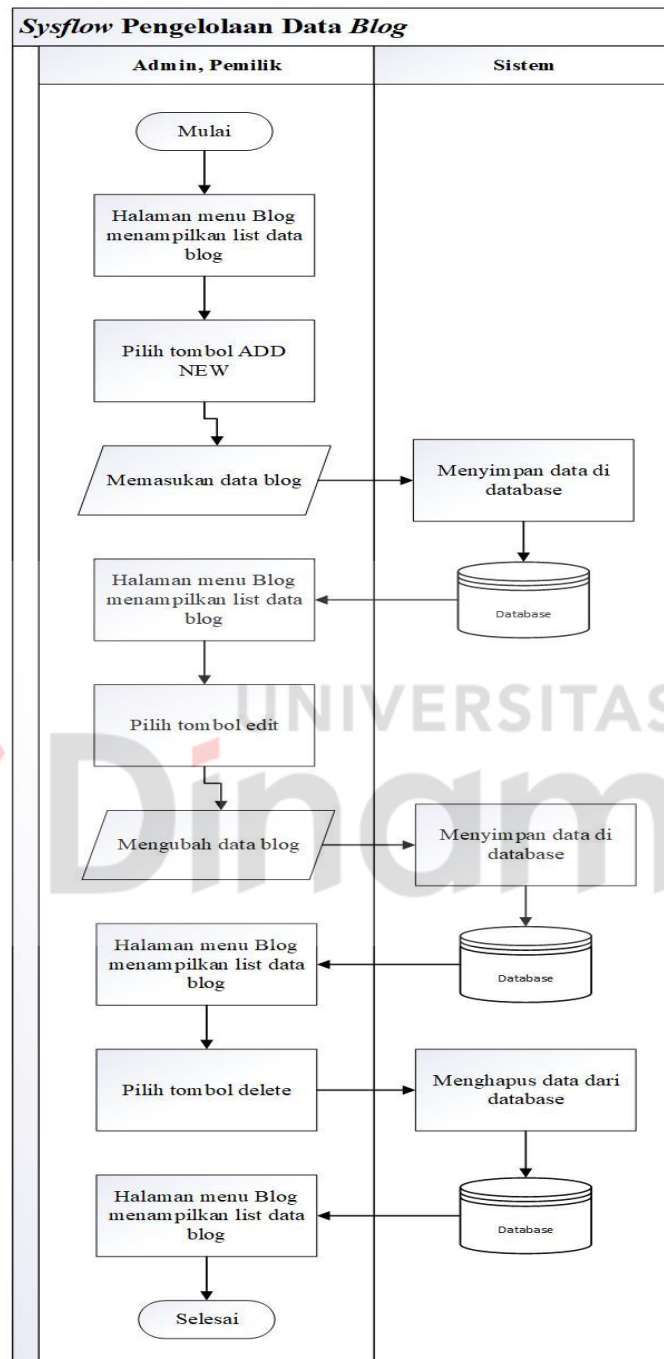 Sysflow Pengelolaan Data Blog
Admin, Pemilik
Sistem
Mulai
Halaman menu Blog
menampilkan list data
blog
Pilih tombol ADD
NEW
Memasukan data blog
Menyimpan data di
database
Database
Halaman menu Blog
menampilkan list data
blog
Pilih tombol edit
UNIVERSITAS
Dinam
Mengubah data blog
Menyimpan data di
database
Database
Halaman menu Blog
menampilkan list data
blog
Pilih tombol delete
Menghapus data dari
database
Database
Halaman menu Blog
menampilkan list data
blog
Selesai